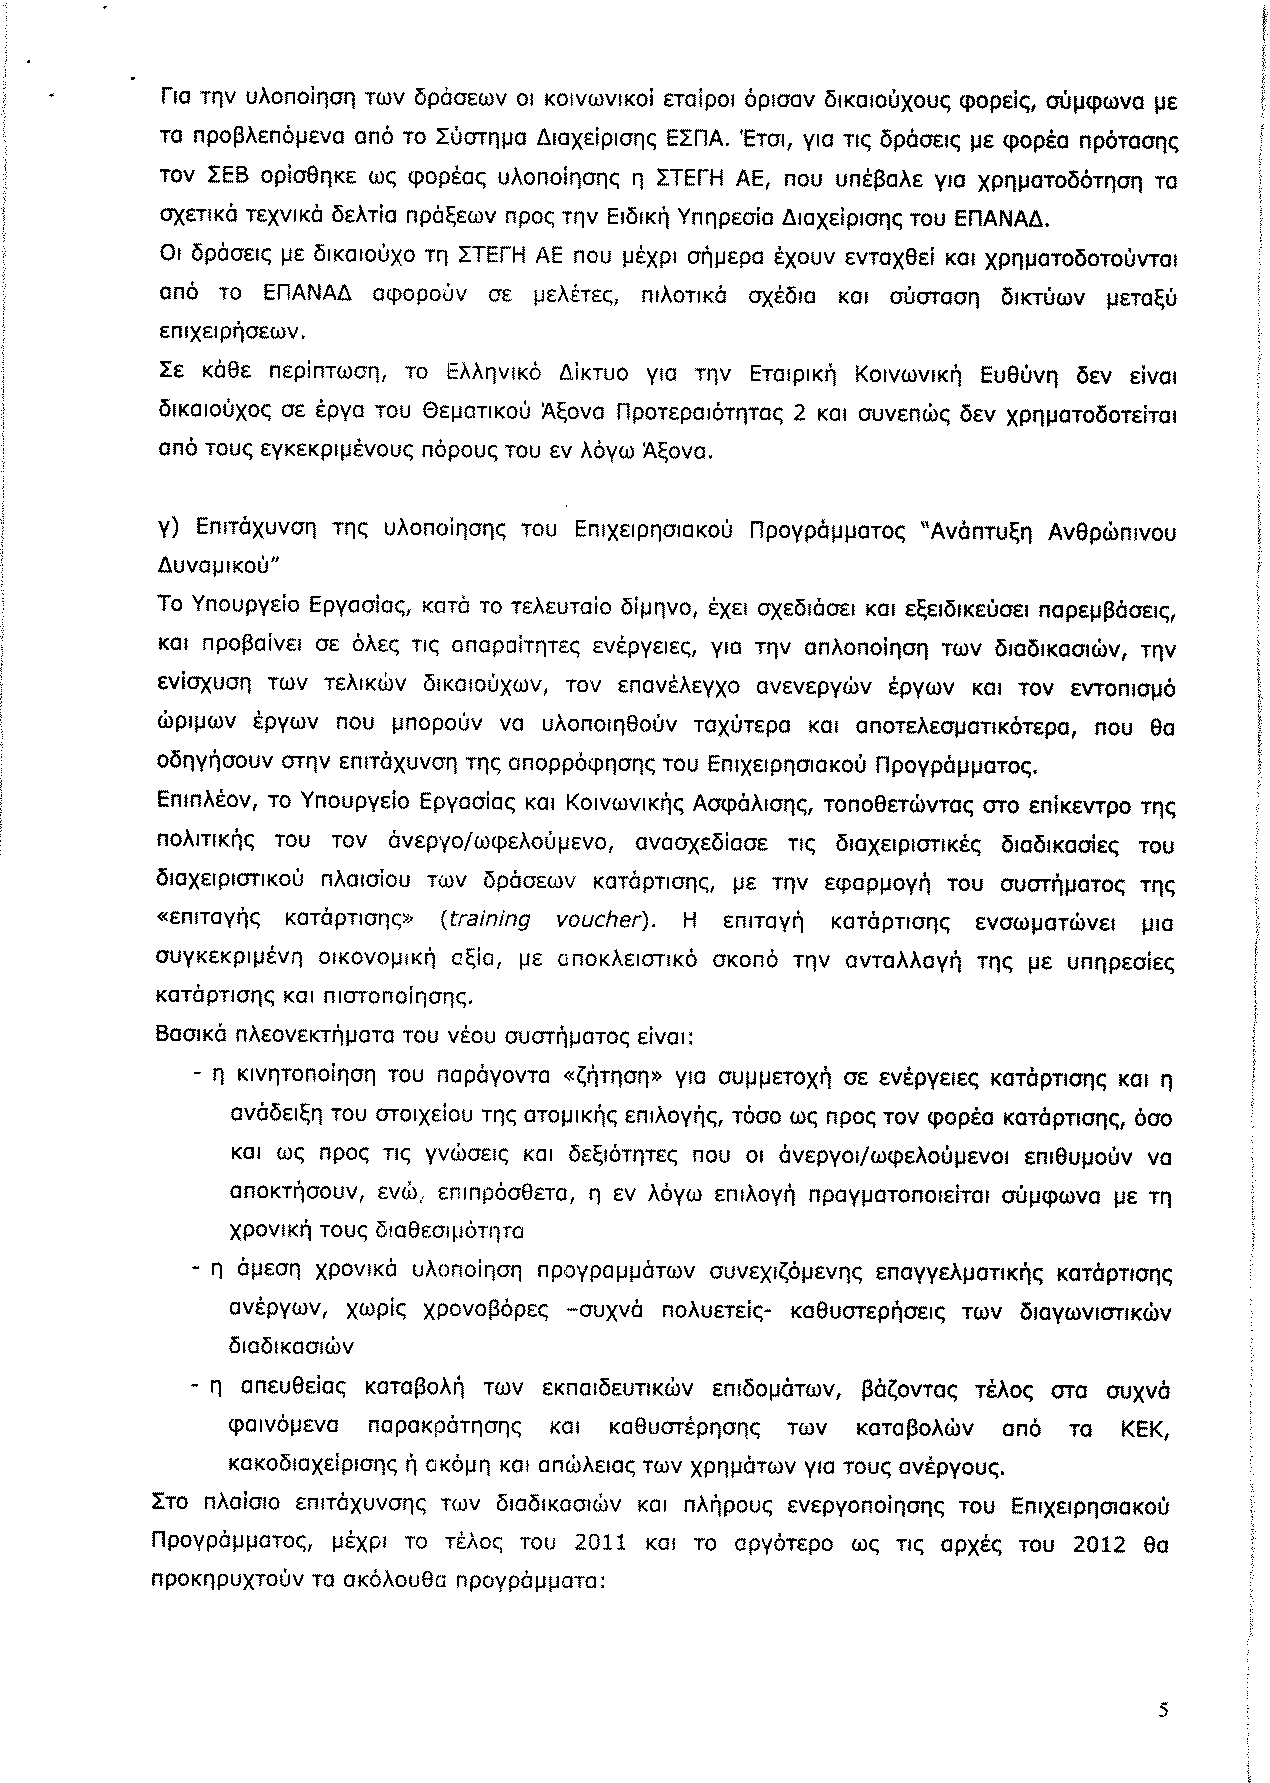 Για την υλοποίηση των δράσεων οι κοινωνικοί εταίροι όρισαν δικαιούχους φορείς, σύμφωνα με
τα προβλεπόμενα από το Σύστημα Διαχείρισης ΕΣΠΑ. Έτσι, για τις δράσεις με φορέα πρότασης
τον ΣΕΒ ορίσθηκε ως φορέας υλοποίησης η ΣΤΕΓΗ ΑΕ, που υπέβαλε για χρηματοδότηση τα
σχετικά τεχνικά δελτία πράξεων προς την Ειδική Υπηρεσία Διαχείρισης του ΕΠΑΝΑΔ.
Οι δράσεις με δικαιούχο τη ΣΤΕΓΗ ΑΕ που μέχρι σήμερα έχουν ενταχθεί και χρηματοδοτούνται
από το ΕΠΑΝΑΔ αφορούν σε μελέτες, πιλοτικά σχέδια και σύσταση δικτύων μεταξύ
επιχειρήσεων.
Σε κάθε περίπτωση, το Ελληνικό Δίκτυο για την Εταιρική Κοινωνική Ευθύνη δεν είναι
δικαιούχος σε έργα του Θεματικού Άξονα Προτεραιότητας 2 και συνεπώς δεν χρηματοδοτείται
από τους εγκεκριμένους πόρους του εν λόγω Άξονα.
γ) Επιτάχυνση της υλοποίησης του Επιχειρησιακού Προγράμματος "Ανάπτυξη Ανθρώπινου
Δυναμικού"
Το Υπουργείο Εργασίας, κατά το τελευταίο δίμηνο, έχει σχεδιάσει και εξειδικεύσει παρεμβάσεις,
και προβαίνει σε όλες τις απαραίτητες ενέργειες, για την απλοποίηση των διαδικασιών, την
ενίσχυση των τελικών δικαιούχων, τον επανέλεγχο ανενεργών έργων και τον εντοπισμό
ώριμων έργων που μπορούν να υλοποιηθούν ταχύτερα και αποτελεσματικότερα, που θα
οδηγήσουν στην επιτάχυνση της απορρόφησης του Επιχειρησιακού Προγράμματος.
Επιπλέον, το Υπουργείο Εργασίας και Κοινωνικής Ασφάλισης, τοποθετώντας στο επίκεντρο της
πολιτικής του τον άνεργο/ωφελούμενο, ανασχεδίασε τις διαχειριστικές διαδικασίες του
διαχειριστικού πλαισίου των δράσεων κατάρτισης, με την εφαρμογή του συστήματος της
«επιταγής κατάρτισης» (training voucher). Η επιταγή κατάρτισης ενσωματώνει μια
συγκεκριμένη οικονομική αξία, με αποκλειστικό σκοπό την ανταλλαγή της με υπηρεσίες
κατάρτισης και πιστοποίησης.
Βασικά πλεονεκτήματα του νέου συστήματος είναι:
- η κινητοποίηση του παράγοντα «ζήτηση» για συμμετοχή σε ενέργειες κατάρτισης και η
ανάδειξη του στοιχείου της ατομικής επιλογής, τόσο ως προς τον φορέα κατάρτισης, όσο
και ως προς τις γνώσεις και δεξιότητες που οι άνεργοι/ωφελούμενοι επιθυμούν να
αποκτήσουν, ενώ, επιπρόσθετα, η εν λόγω επιλογή πραγματοποιείται σύμφωνα με τη
χρονική τους διαθεσιμότητα
- η άμεση χρονικά υλοποίηση προγραμμάτων συνεχιζόμενης επαγγελματικής κατάρτισης
ανέργων, χωρίς χρονοβόρες –συχνά πολυετείς- καθυστερήσεις των διαγωνιστικών
διαδικασιών
- η απευθείας καταβολή των εκπαιδευτικών επιδομάτων, βάζοντας τέλος στα συχνά
φαινόμενα παρακράτησης και καθυστέρησης των καταβολών από τα ΚΕΚ,
κακοδιαχείρισης ή ακόμη και απώλειας των χρημάτων για τους ανέργους.
Στο πλαίσιο επιτάχυνσης των διαδικασιών και πλήρους ενεργοποίησης του Επιχειρησιακού
Προγράμματος, μέχρι το τέλος του 2011 και το αργότερο ως τις αρχές του 2012 θα
προκηρυχτούν τα ακόλουθα προγράμματα:
5